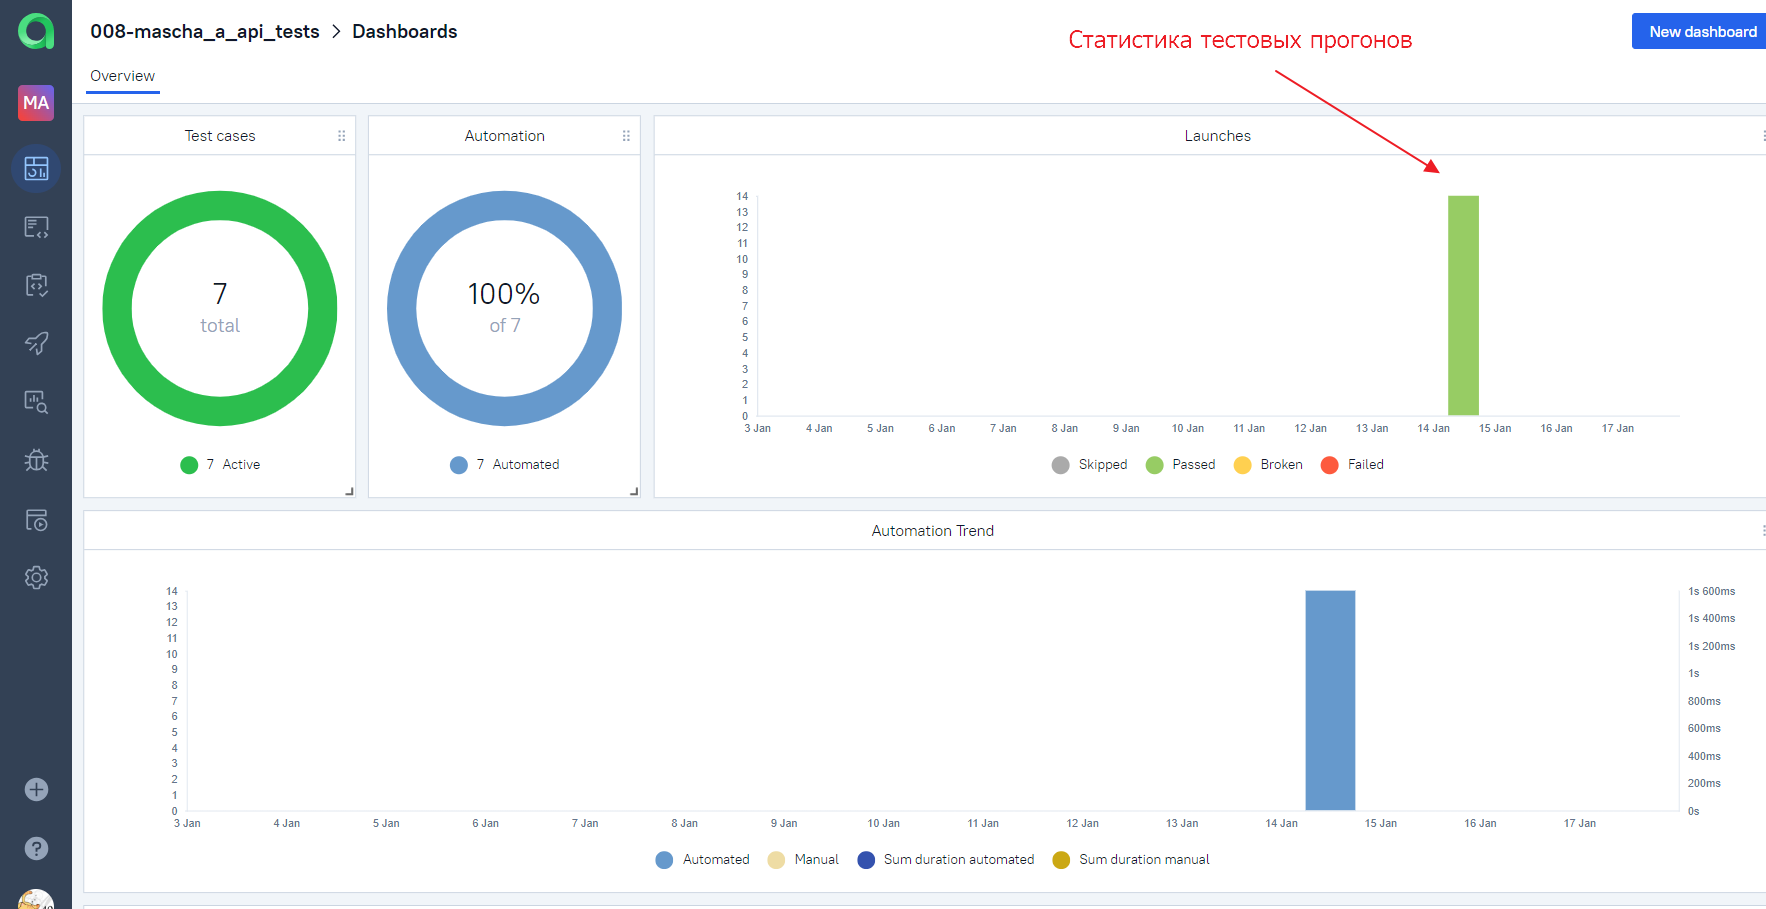 008-mascha_a_api_tests > Dashboards
Статистика тестовых прогонов
New dashboard
Overview
MA
Test cases
Automation
Launches
7
total
7 Active
100%
of 7
7 Automated
14
13
12
11
10
9
8
7
6
5
4
3
2
1
0
3 Jan 4 Jan 5 Jan 6 Jan 7 Jan 8 Jan 9 Jan 10 Jan 11 Jan 12 Jan 13 Jan 14 Jan 15 Jan 16 Jan 17 Jan
Skipped Passed Broken Failed
Automation Trend
14
13
12
11
10
9
8
7
6
5
4
3
2
1
0
1s 600ms
1s 400ms
1s 200ms
1s
800ms
600ms
400ms
200ms
0s
3 Jan 4 Jan 5 Jan 6 Jan 7 Jan 8 Jan 9 Jan 10 Jan 11 Jan 12 Jan 13 Jan 14 Jan 15 Jan 16 Jan 17 Jan
Automated Manual Sum duration automated Sum duration manual